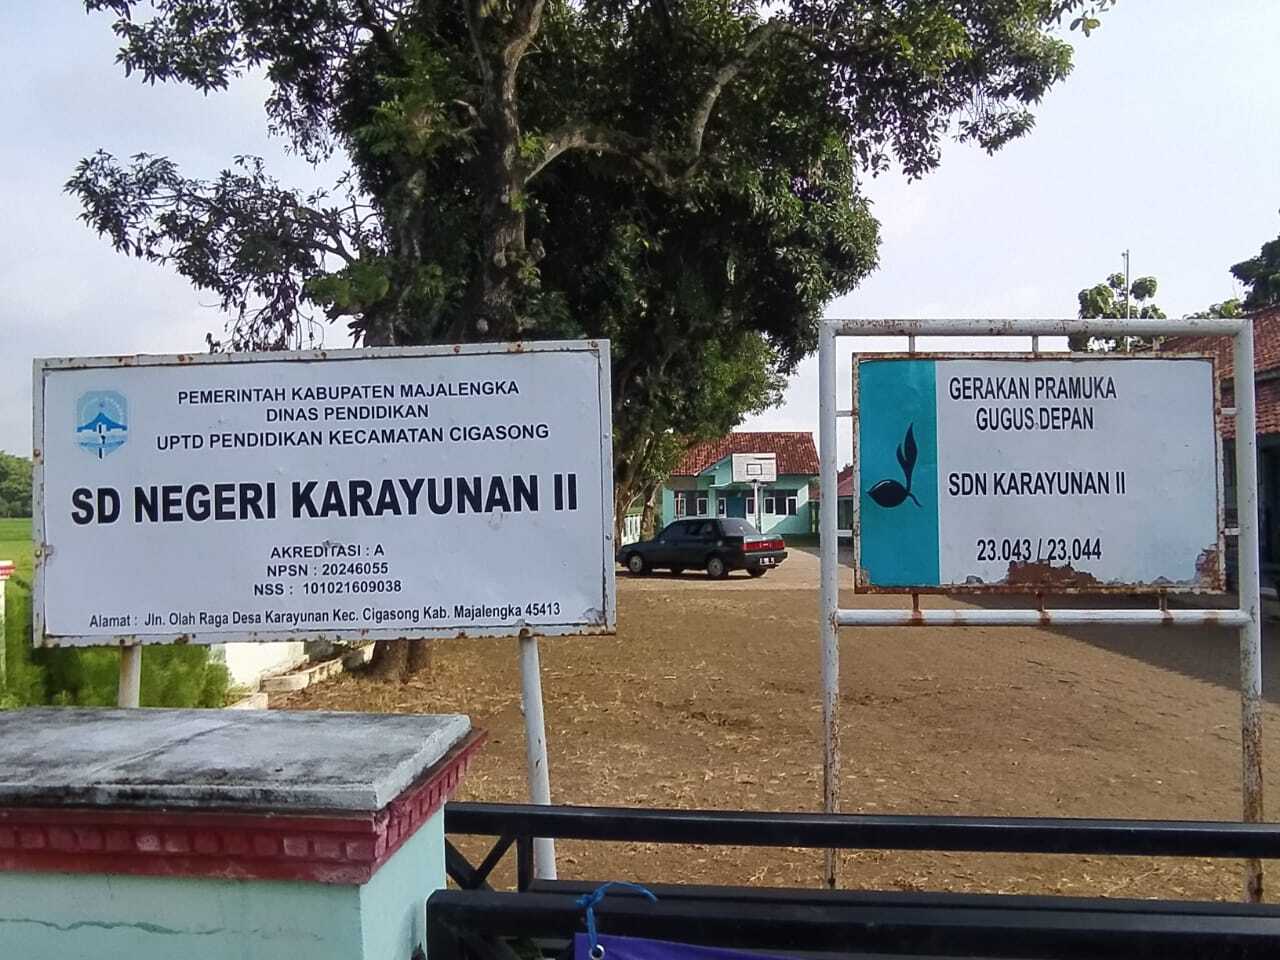 PEMERINTAH KABUPATEN MAJALENGKA
DINAS PENDIDIKAN
UPTD PENDIDIKAN KECAMATAN CIGASONG
SD NEGERI KARAYUNAN II
AKREDITASI : A
NPSN : 20246055
NSS : 101021609038
Alamat : Jln. Olah Raga Desa Karayunan Kec. Cigasong Kab. Majalengka 45413
GERAKAN PRAMUKA
GUGUS DEPAN
SDN KARAYUNAN II
23.043 / 23,044